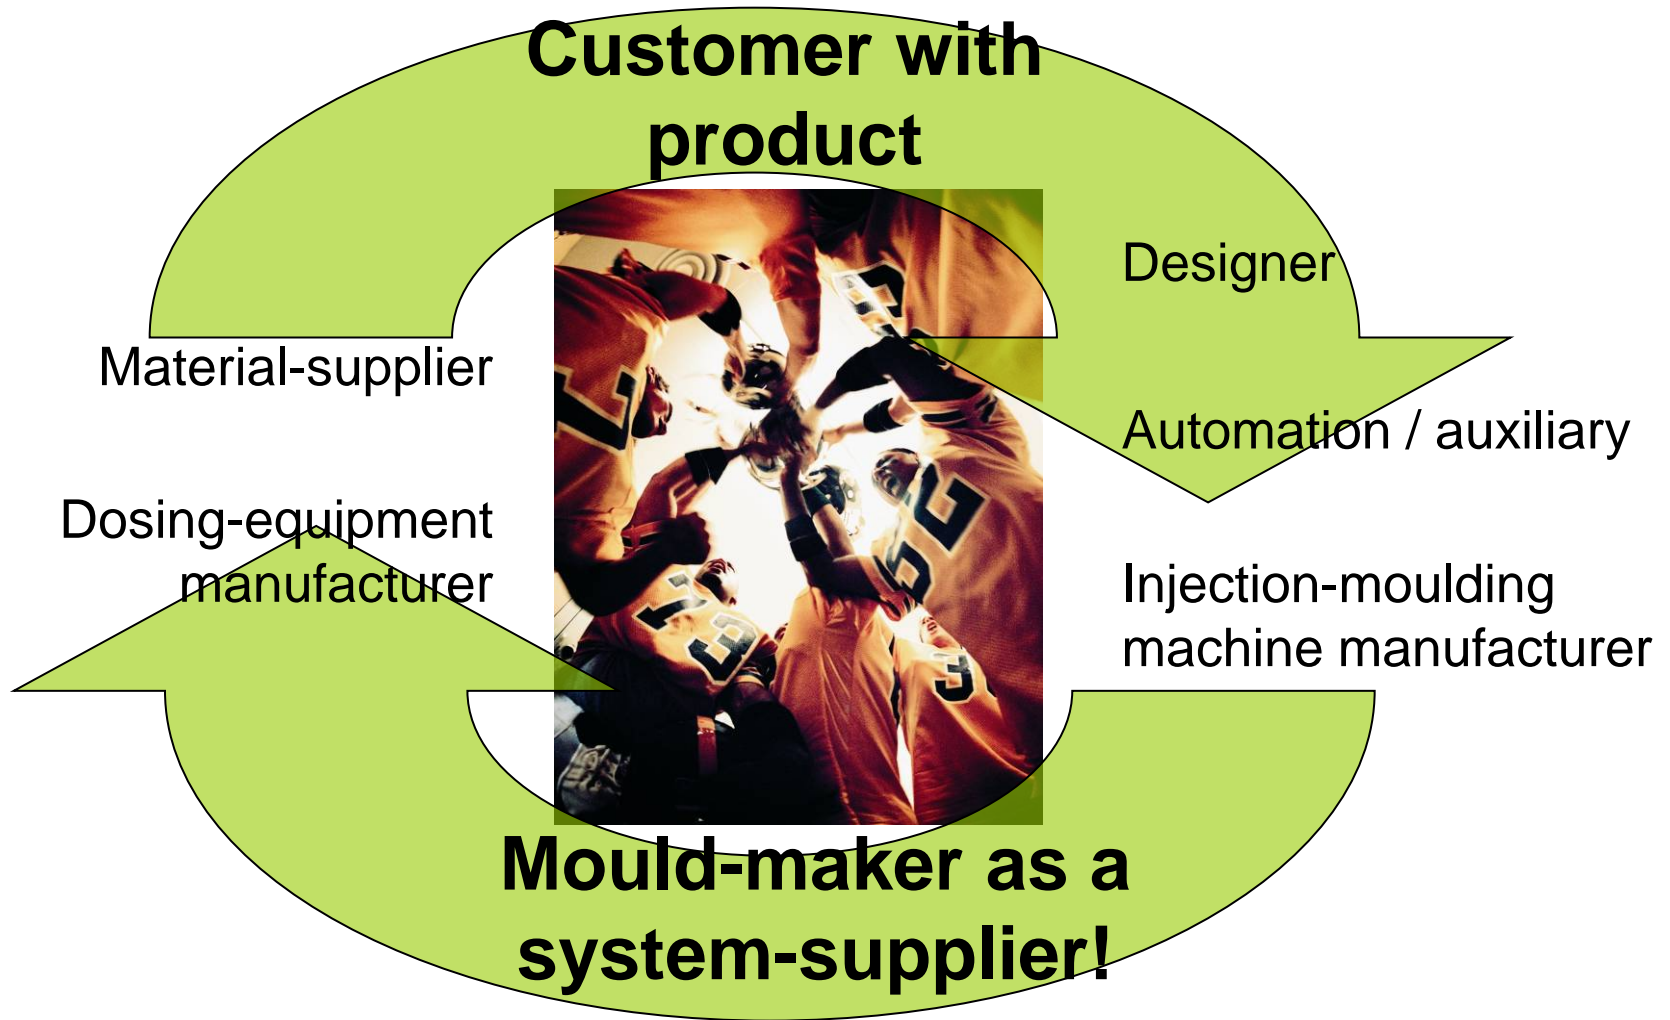 Customer with
product
Designer
Material-supplier
Automation / auxiliary
Dosing-equipment
manufacturer
Injection-moulding
machine manufacturer
Mould-maker as a
system-supplier!